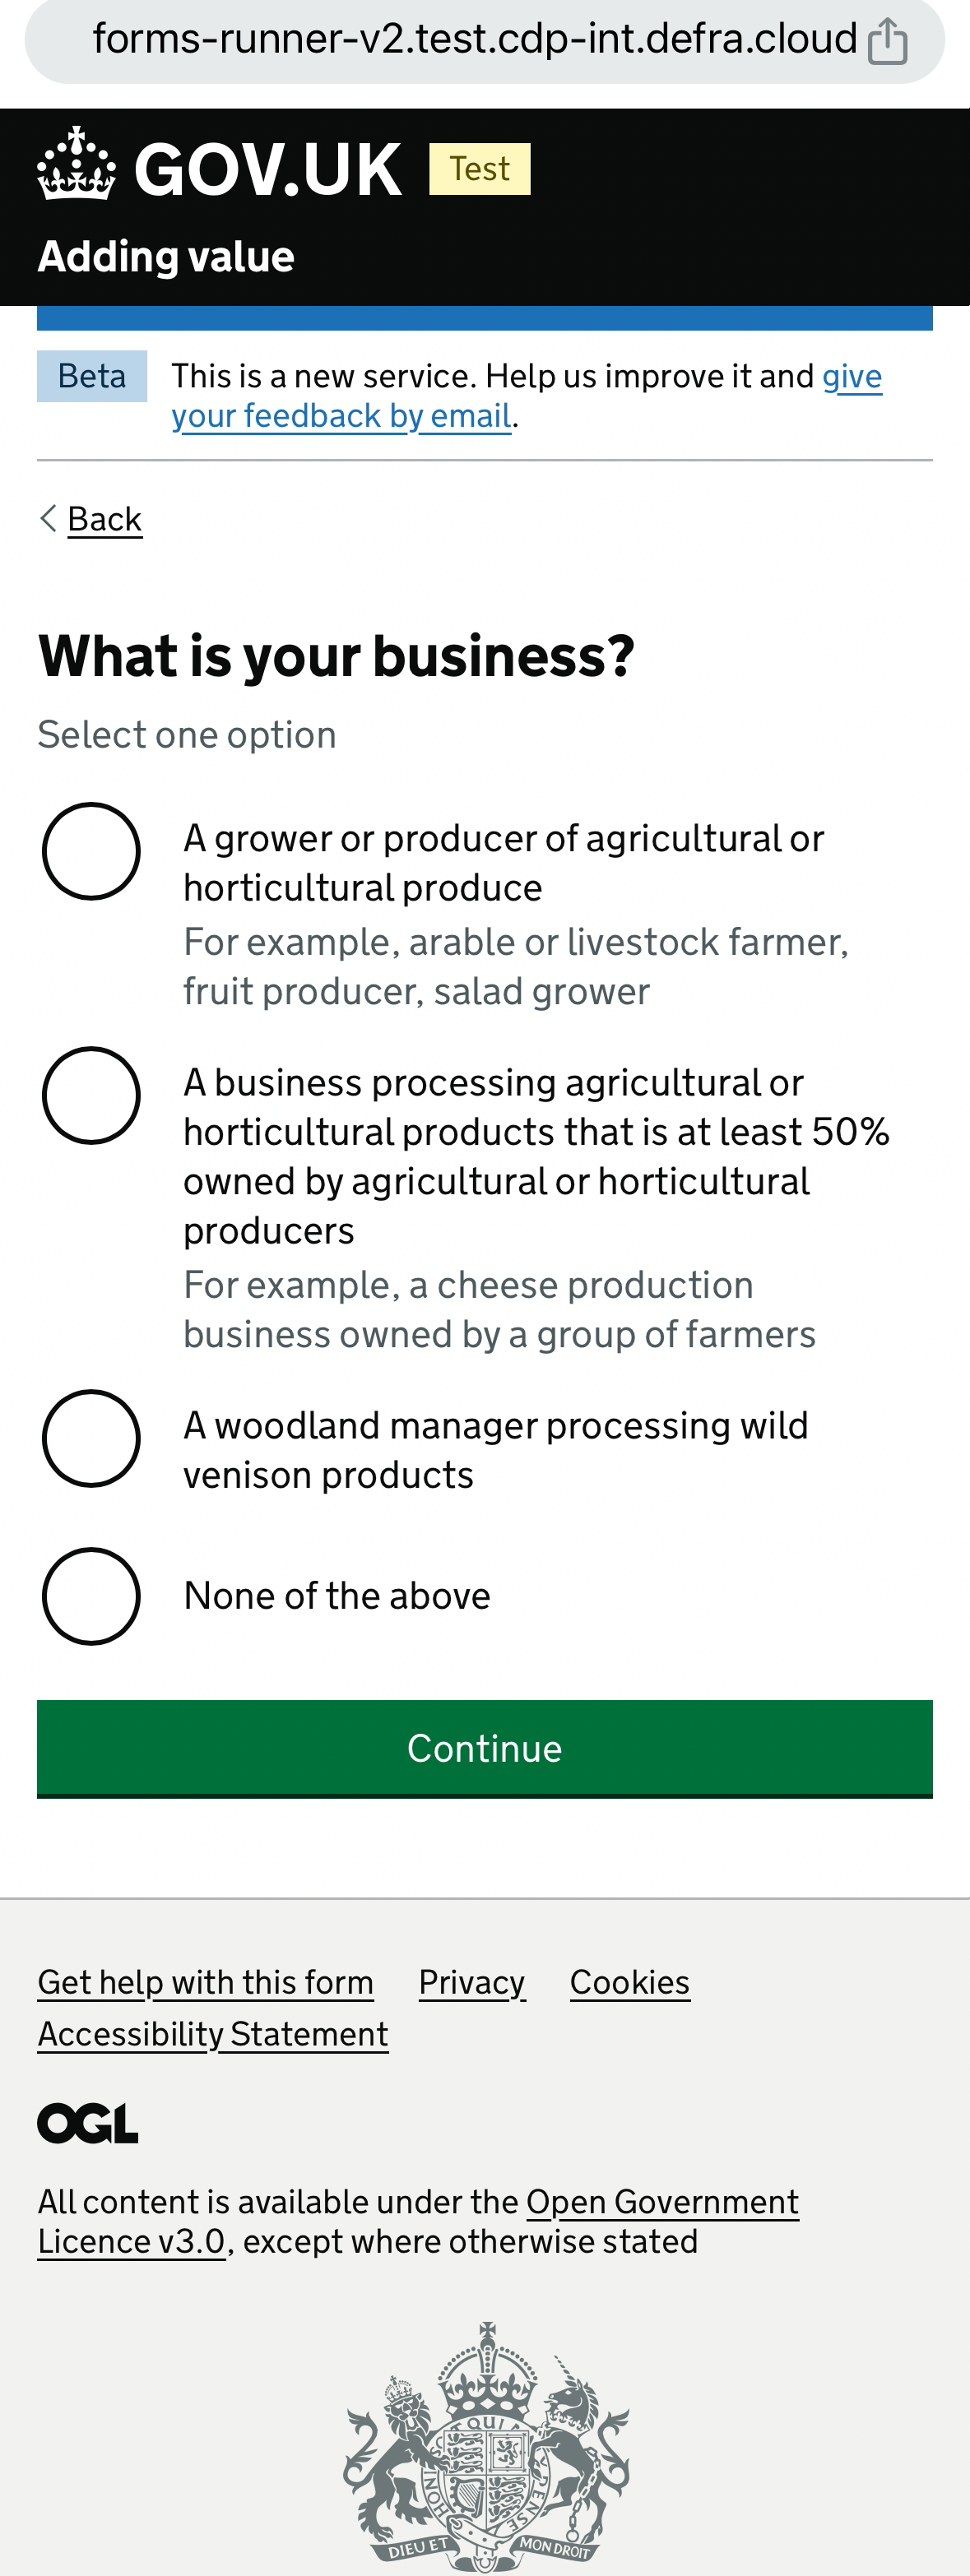 forms-runner-v2.test.cdp-int.defra.cloud
GOV.UK Test
Adding value
Beta This is a new service. Help us improve it and give
your feedback by email.
Back
What is your business?
Select one option
A grower or producer of agricultural or
horticultural produce
For example, arable or livestock farmer,
fruit producer, salad grower
A business processing agricultural or
horticultural products that is at least 50%
owned by agricultural or horticultural
producers
For example, a cheese production
business owned by a group of farmers
A woodland manager processing wild
venison products
None of the above
Continue
Get help with this form Privacy Cookies
Accessibility Statement
OGL
All content is available under the Open Government
Licence v3.0, except where otherwise stated
DIEU ET MON DROIT